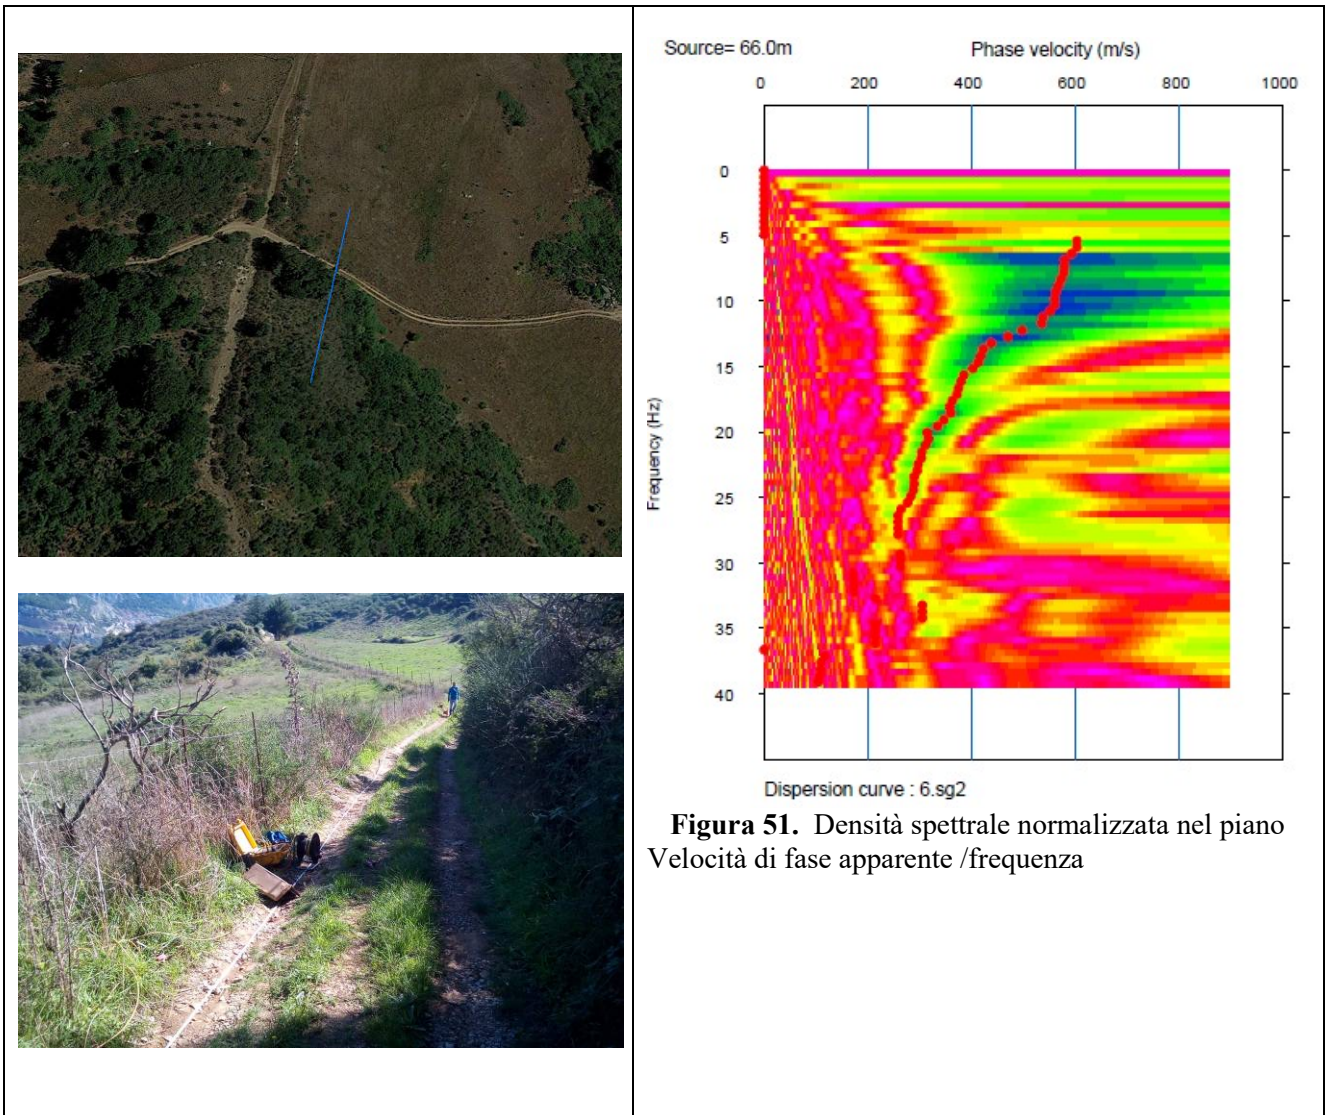 Source= 66.0m
Phase velocity (m/s)
0 200 400 600 800 1000
0
5
10
15
20
25
30
35
40
Frequency (Hz)
Dispersion curve : 6.sg2
Figura 51. Densità spettrale normalizzata nel piano
Velocità di fase apparente /frequenza